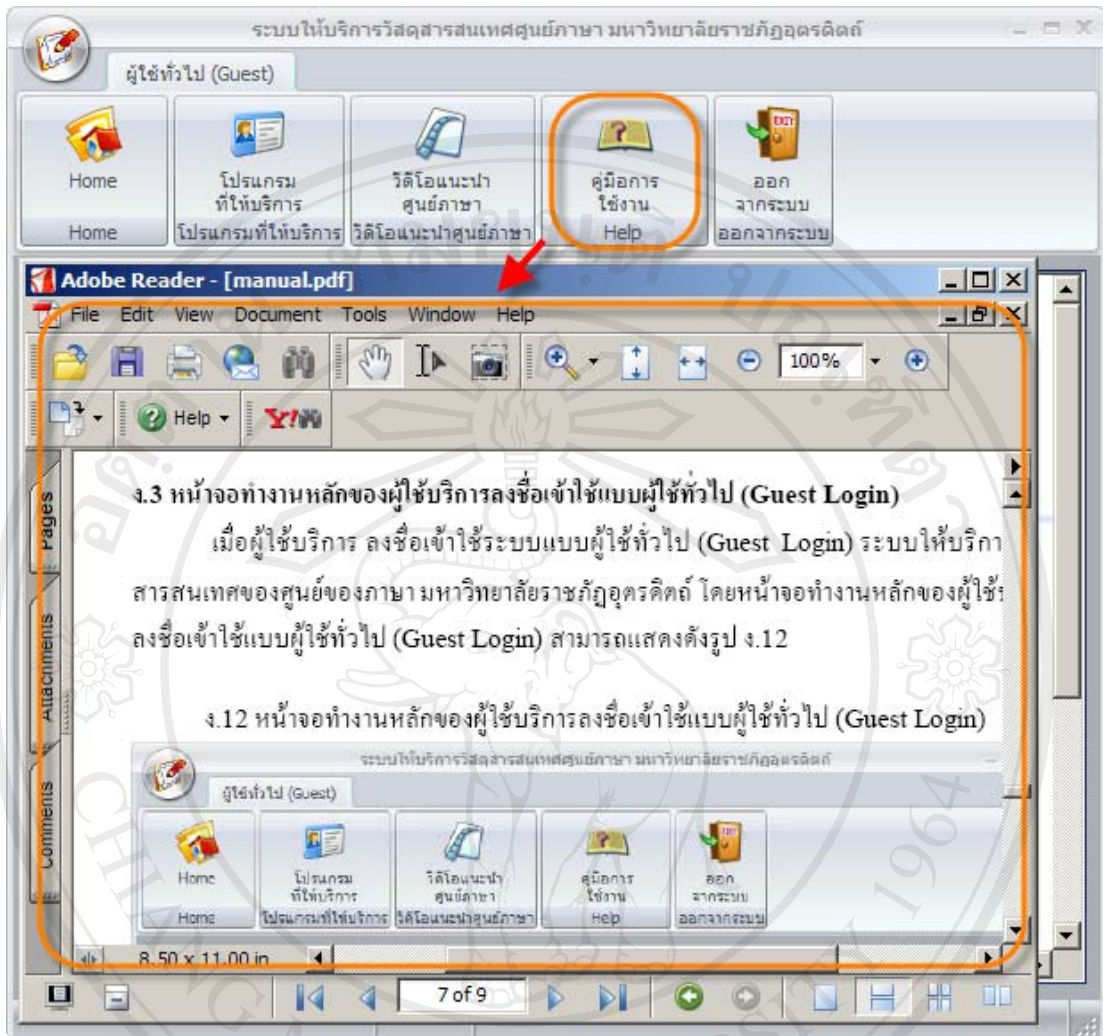 ระบบให้บริการวัสดุสารสนเทศศูนย์ภาษา มหาวิทยาลัยราชภัฏอุตรดิตถ์
ผู้ใช้ทั่วไป (Guest)
Home
โปรแกรม
ที่ให้บริการ
วิดีโอแนะนำ
ศูนย์ภาษา
คู่มือการ
ใช้งาน
EXIT
ออก
จากระบบ
Home
โปรแกรมที่ให้บริการ
วิดีโอแนะนำศูนย์ภาษา
Help
ออกจากระบบ
Adobe Reader - [manual.pdf]
File Edit View Document Tools Window Help
100%
Help
Y!
Pages
Attachments
Comments
ง.3 หน้าจอทำงานหลักของผู้ใช้บริการลงชื่อเข้าใช้แบบผู้ใช้ทั่วไป (Guest Login)
เมื่อผู้ใช้บริการ ลงชื่อเข้าใช้ระบบแบบผู้ใช้ทั่วไป (Guest Login) ระบบให้บริกา
สารสนเทศของศูนย์ของภาษา มหาวิทยาลัยราชภัฏอุตรดิตถ์ โดยหน้าจอทำงานหลักของผู้ใช้
ลงชื่อเข้าใช้แบบผู้ใช้ทั่วไป (Guest Login) สามารถแสดงดังรูป ง.12
ง.12 หน้าจอทำงานหลักของผู้ใช้บริการลงชื่อเข้าใช้แบบผู้ใช้ทั่วไป (Guest Login)
ระบบให้บริการวัสดุสารสนเทศศูนย์ภาษา มหาวิทยาลัยราชภัฏอุตรดิตถ์
ผู้ใช้ทั่วไป (Guest)
Home
โปรแกรม
ที่ให้บริการ
วิดีโอแนะนำ
ศูนย์ภาษา
คู่มือการ
ใช้งาน
EXIT
ออก
จากระบบ
Home
โปรแกรมที่ให้บริการ
วิดีโอแนะนำศูนย์ภาษา
Help
ออกจากระบบ
8.50 x 11.00 in
7 of 9